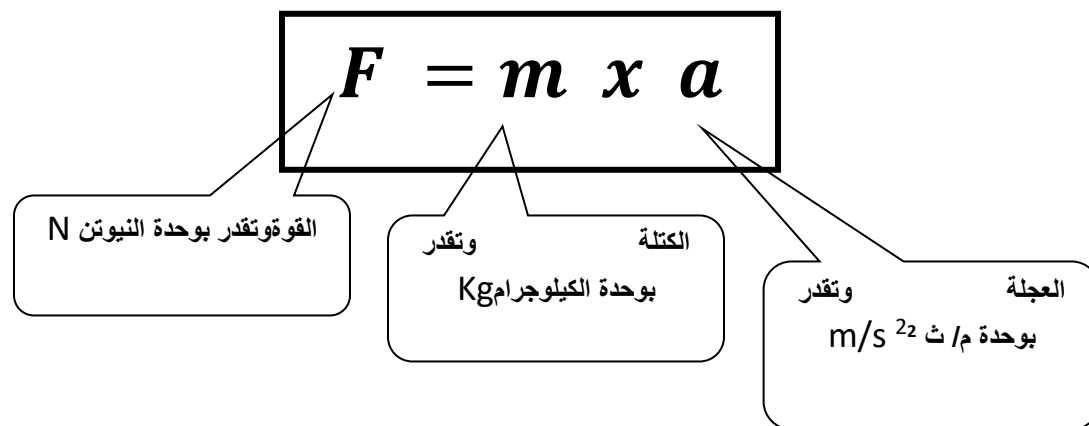 F = m x a
القوةوتقدر بوحدة النيوتن N
الكتلة وتقدر
بوحدة الكيلوجرامKg
العجلة وتقدر
بوحدة م/ ث ² m/s ²